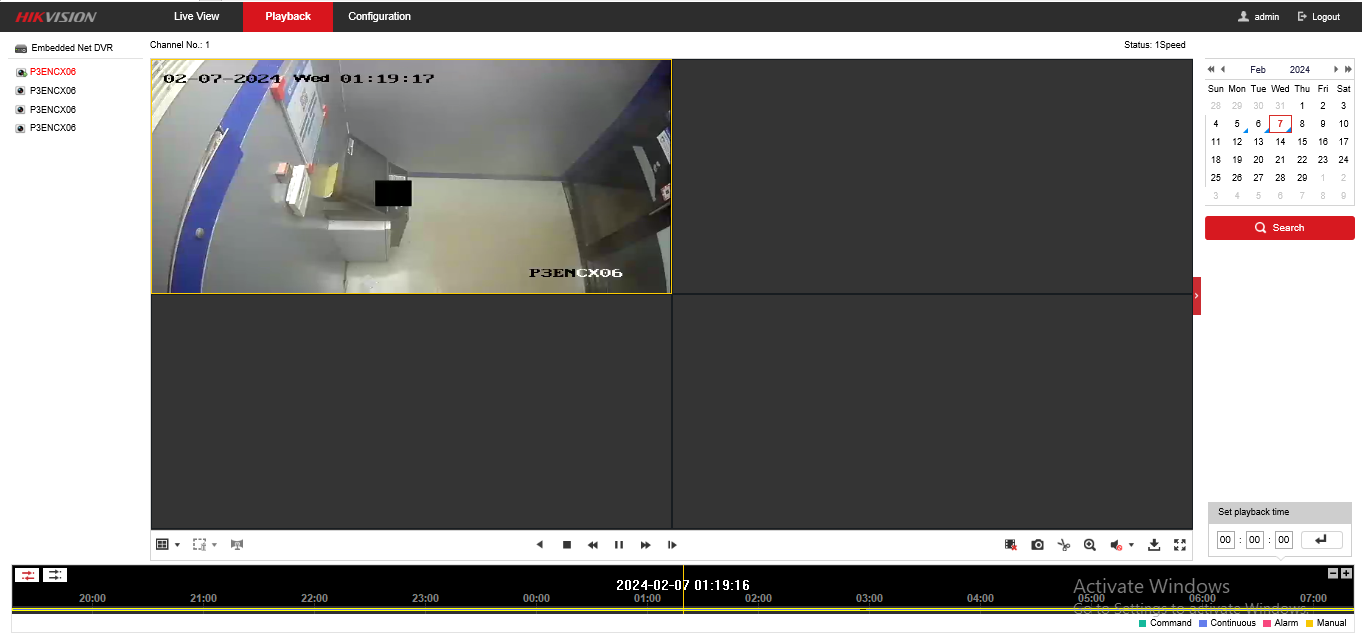 HIKVISION Live View Playback Configuration admin Logout
Embedded Net DVR
P3ENCX06
P3ENCX06
P3ENCX06
P3ENCX06
Channel No.: 1 Status: 1Speed
02-07-2024 Wed 01:19:17
P3ENCX06
Feb 2024
Sun Mon Tue Wed Thu Fri Sat
28 29 30 31 1 2 3
4 5 6 7 8 9 10
11 12 13 14 15 16 17
18 19 20 21 22 23 24
25 26 27 28 29 1 2
3 4 5 6 7 8 9
Search
Set playback time
00 : 00 : 00
2024-02-07 01:19:16
20:00 21:00 22:00 23:00 00:00 01:00 02:00 03:00 04:00 05:00 06:00 07:00
Activate Windows
Go to Settings to activate Windows.
Command Continuous Alarm Manual